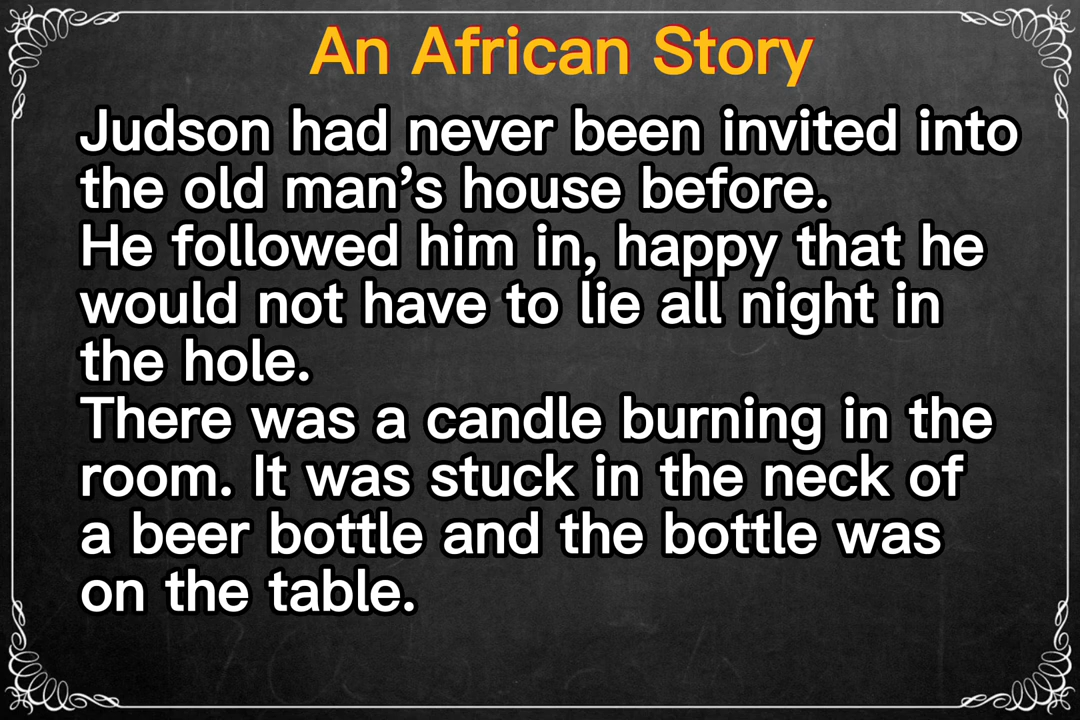 An African Story
Judson had never been invited into
the old man’s house before.
He followed him in, happy that he
would not have to lie all night in
the hole.
There was a candle burning in the
room. It was stuck in the neck of
a beer bottle and the bottle was
on the table.